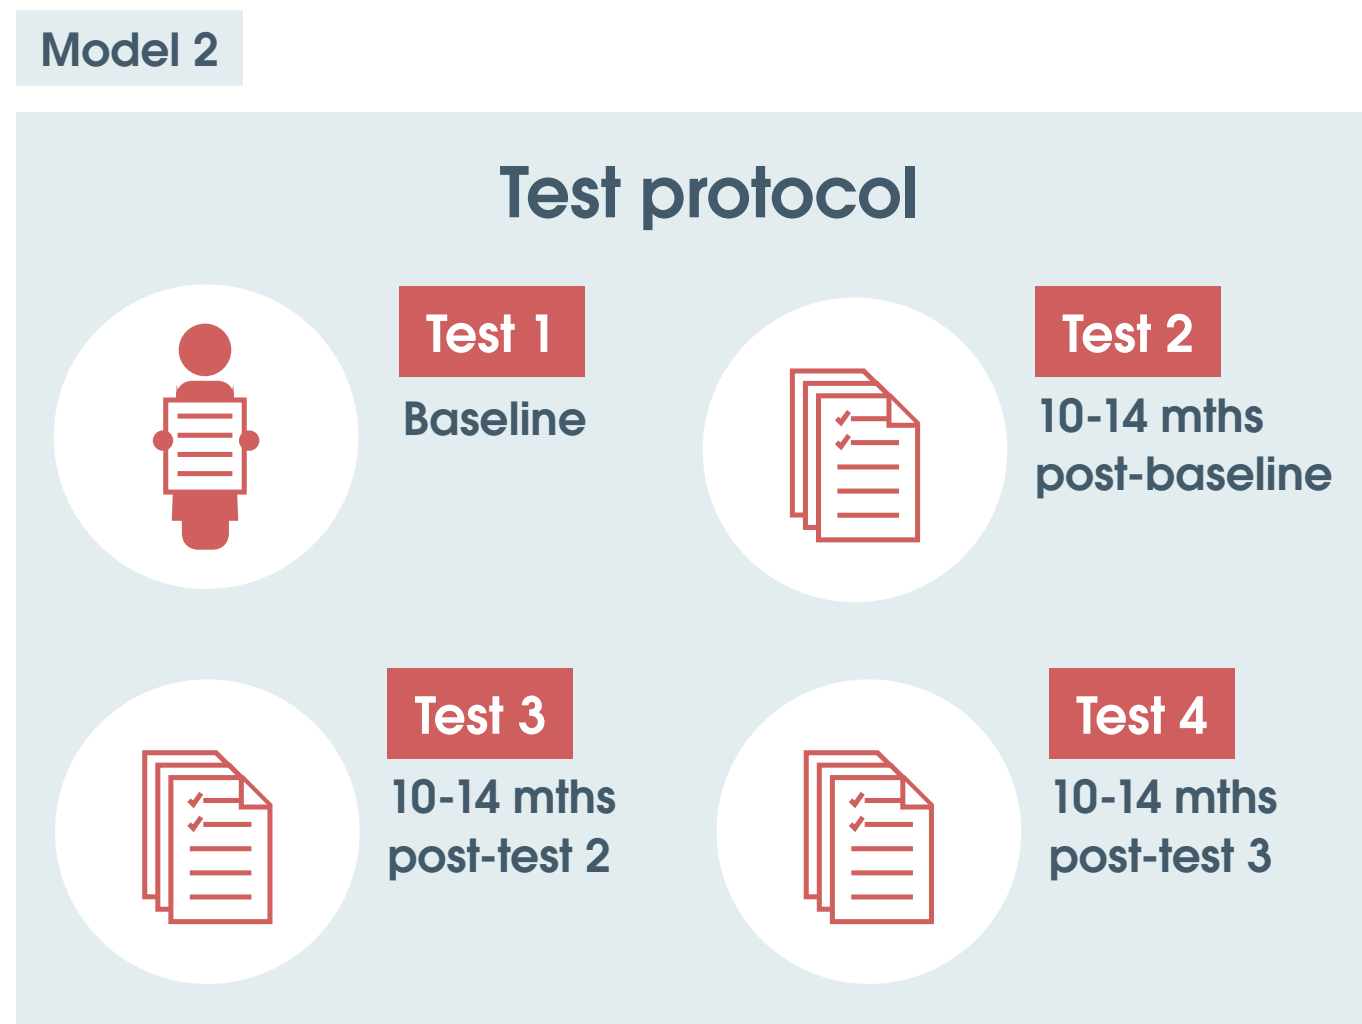 Model 2
Test protocol
Test 1
Baseline
Test 2
10-14 mths
post-baseline
Test 3
10-14 mths
post-test 2
Test 4
10-14 mths
post-test 3